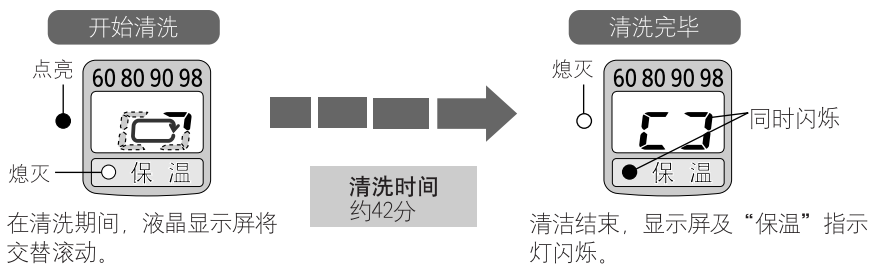 开始清洗
点亮
60 80 90 98
熄灭
保 温
在清洗期间，液晶显示屏将
交替滚动。
清洗时间
约42分
清洗完毕
熄灭
60 80 90 98
同时闪烁
保 温
清洁结束，显示屏及“保温”指示
灯闪烁。